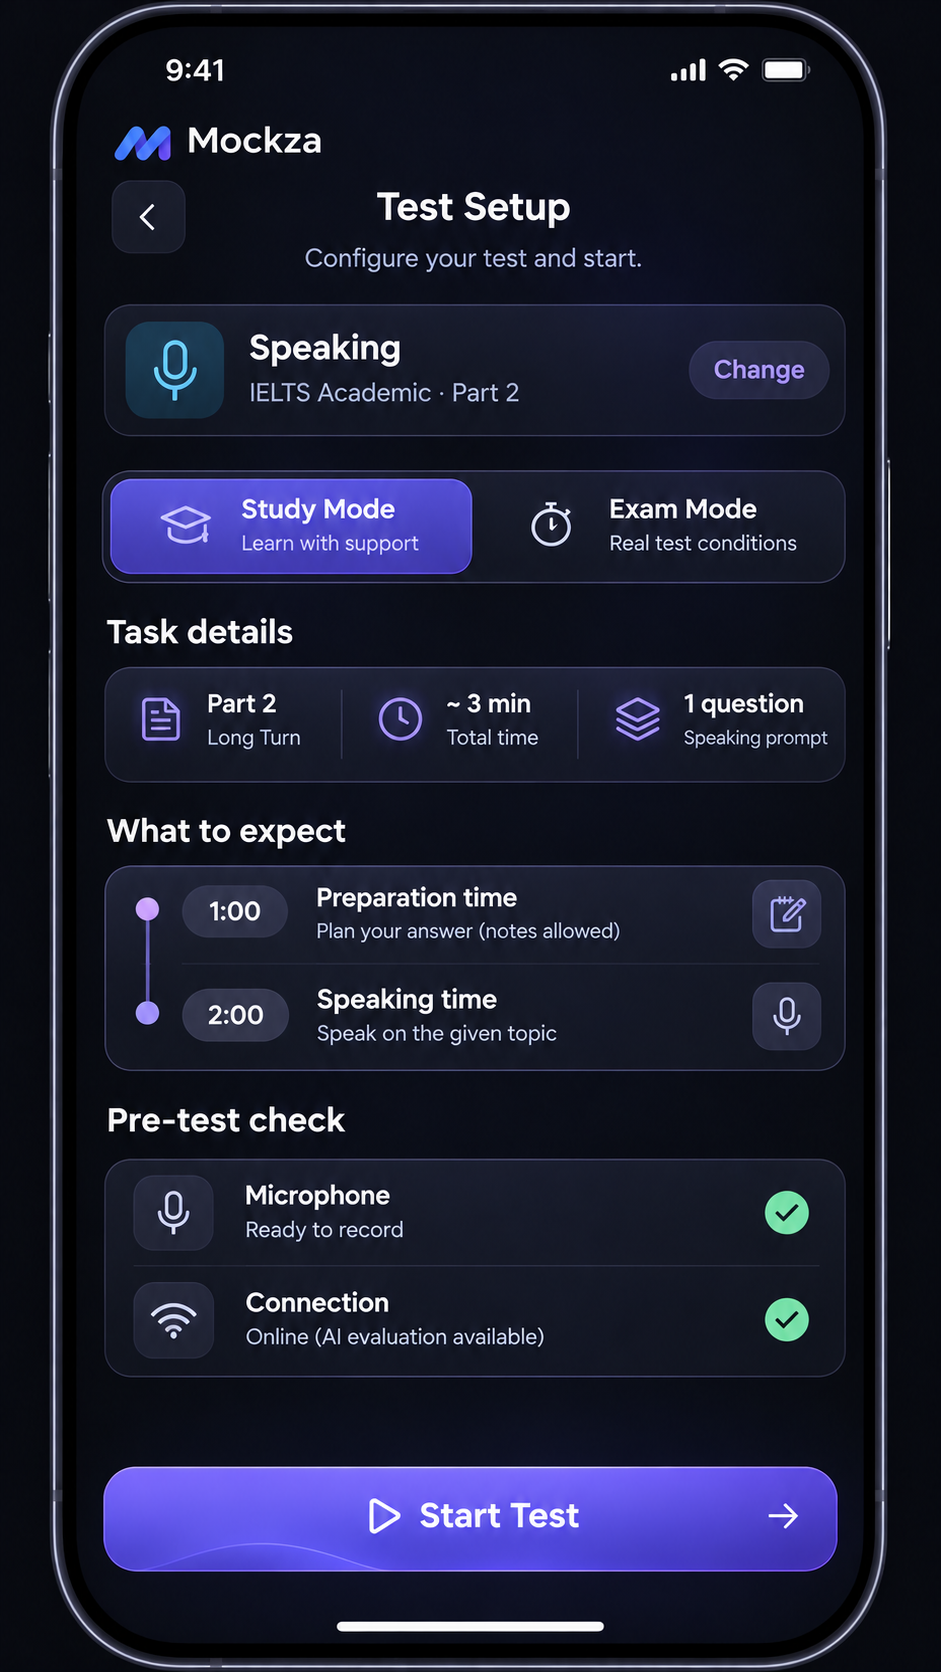 9:41
Mockza
Test Setup
Configure your test and start.
Speaking
IELTS Academic · Part 2
Change
Study Mode
Learn with support
Exam Mode
Real test conditions
Task details
Part 2
Long Turn
~ 3 min
Total time
1 question
Speaking prompt
What to expect
1:00
Preparation time
Plan your answer (notes allowed)
2:00
Speaking time
Speak on the given topic
Pre-test check
Microphone
Ready to record
Connection
Online (AI evaluation available)
Start Test